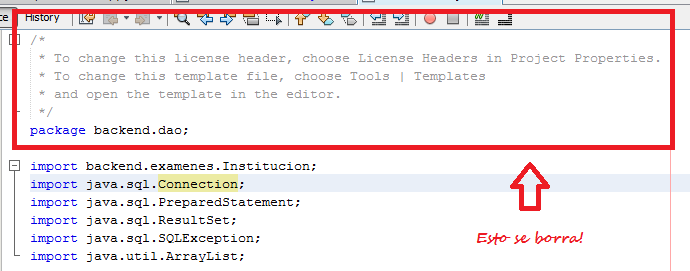 History
/*
* To change this license header, choose License Headers in Project Properties.
* To change this template file, choose Tools | Templates
* and open the template in the editor.
*/
package backend.dao;
import backend.examenes.Institucion;
import java.sql.Connection;
import java.sql.PreparedStatement;
import java.sql.ResultSet;
import java.sql.SQLException;
import java.util.ArrayList;
Esto se borra!